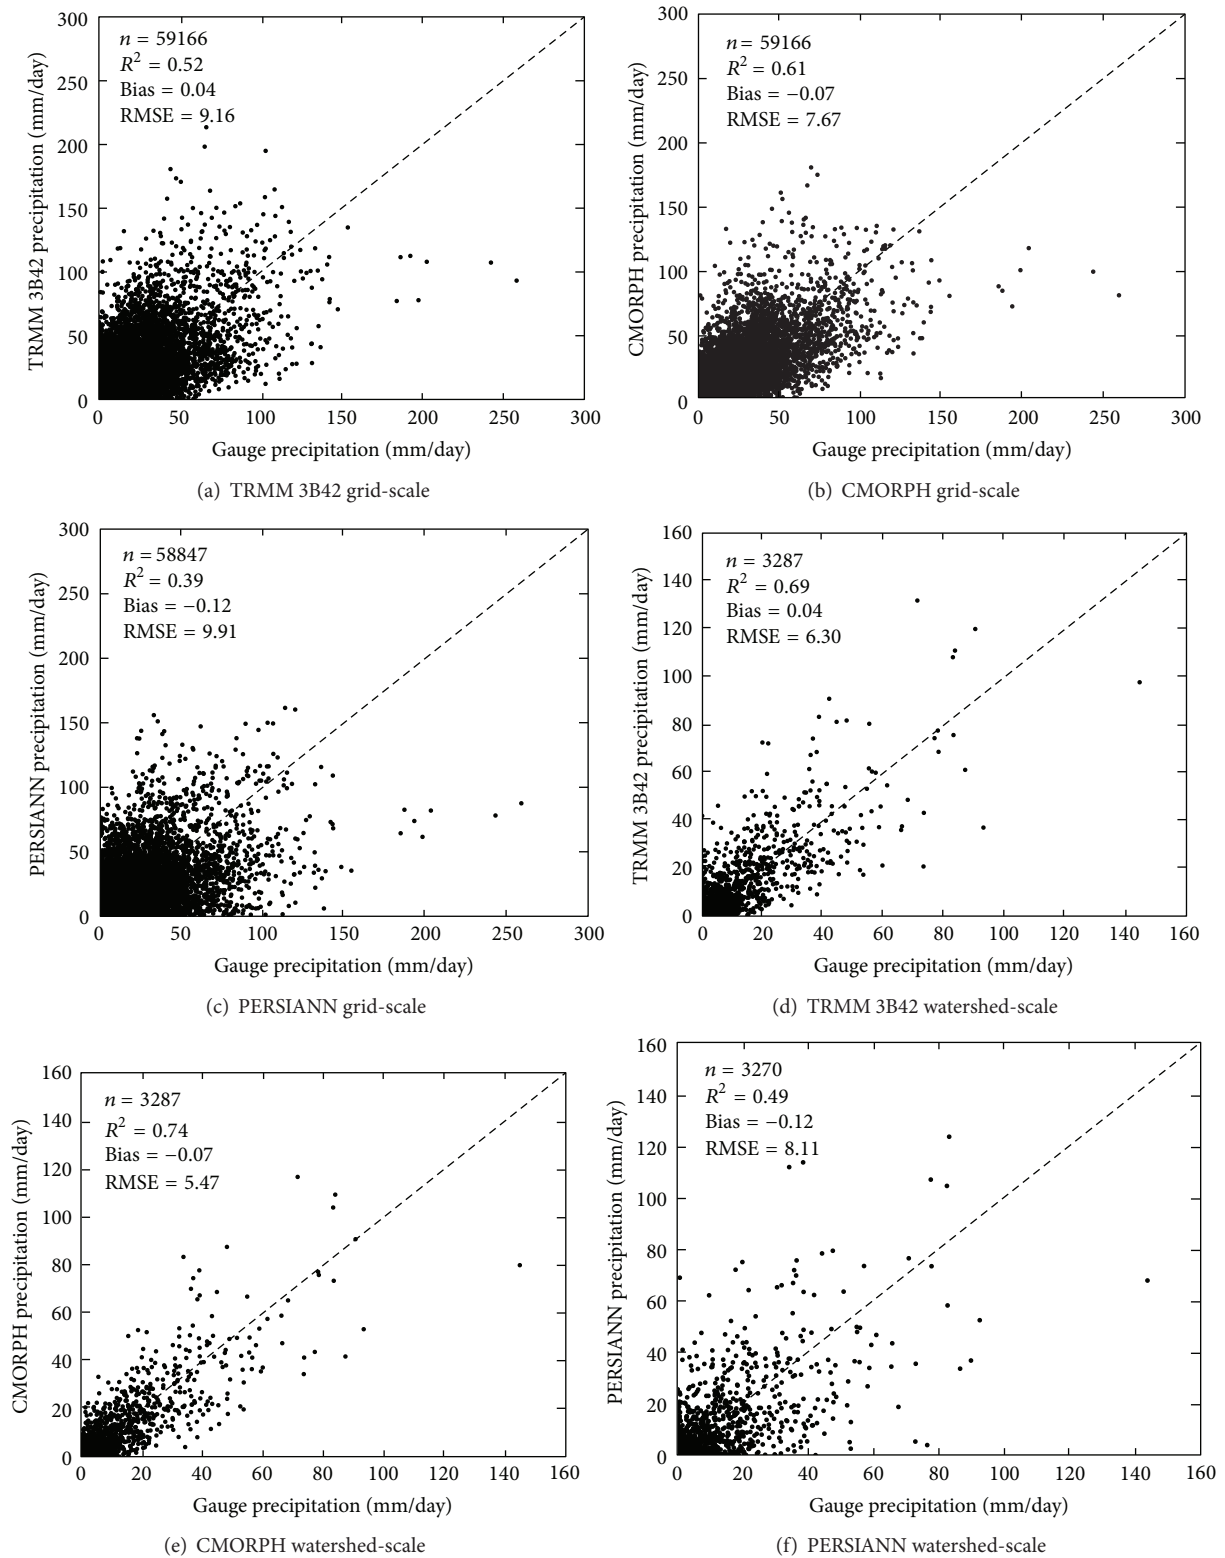 n = 59166
R² = 0.52
Bias = 0.04
RMSE = 9.16
TRMM 3B42 precipitation (mm/day)
300
250
200
150
100
50
0
0 50 100 150 200 250 300
Gauge precipitation (mm/day)
(a) TRMM 3B42 grid-scale
n = 59166
R² = 0.61
Bias = −0.07
RMSE = 7.67
CMORPH precipitation (mm/day)
300
250
200
150
100
50
0
0 50 100 150 200 250 300
Gauge precipitation (mm/day)
(b) CMORPH grid-scale
n = 58847
R² = 0.39
Bias = −0.12
RMSE = 9.91
PERSIANN precipitation (mm/day)
300
250
200
150
100
50
0
0 50 100 150 200 250 300
Gauge precipitation (mm/day)
(c) PERSIANN grid-scale
n = 3287
R² = 0.69
Bias = 0.04
RMSE = 6.30
TRMM 3B42 precipitation (mm/day)
160
140
120
100
80
60
40
20
0
0 20 40 60 80 100 120 140 160
Gauge precipitation (mm/day)
(d) TRMM 3B42 watershed-scale
n = 3287
R² = 0.74
Bias = −0.07
RMSE = 5.47
CMORPH precipitation (mm/day)
160
140
120
100
80
60
40
20
0
0 20 40 60 80 100 120 140 160
Gauge precipitation (mm/day)
(e) CMORPH watershed-scale
n = 3270
R² = 0.49
Bias = −0.12
RMSE = 8.11
PERSIANN precipitation (mm/day)
160
140
120
100
80
60
40
20
0
0 20 40 60 80 100 120 140 160
Gauge precipitation (mm/day)
(f) PERSIANN watershed-scale